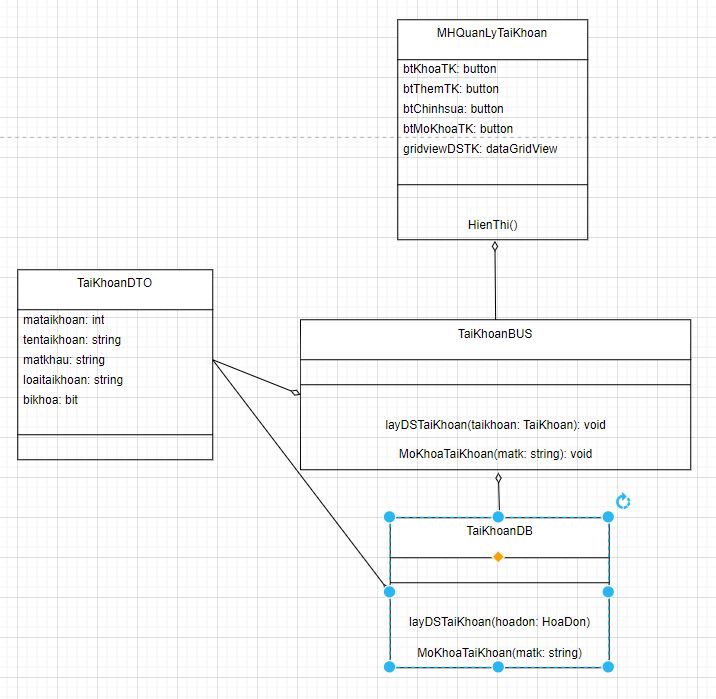 MHQuanLyTaiKhoan
btKhoaTK: button
btThemTK: button
btChinhsua: button
btMoKhoaTK: button
gridviewDSTK: dataGridView
HienThi()
TaiKhoanDTO
mataikhoan: int
tentaikhoan: string
matkhau: string
loaitaikhoan: string
bikhoa: bit
TaiKhoanBUS
layDSTaiKhoan(taikhoan: TaiKhoan): void
MoKhoaTaiKhoan(matk: string): void
TaiKhoanDB
layDSTaiKhoan(hoadon: HoaDon)
MoKhoaTaiKhoan(matk: string)